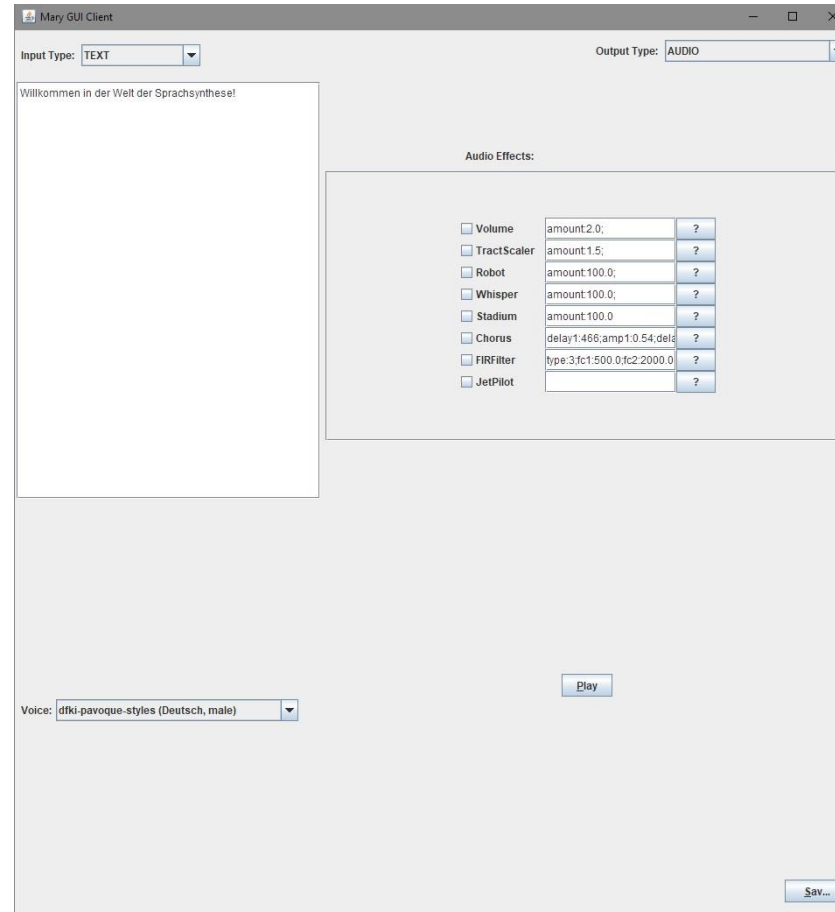 Mary GUI Client
Input Type: TEXT
Output Type: AUDIO
Willkommen in der Welt der Sprachsynthese!
Audio Effects:
Volume amount:2.0; ?
TractScaler amount:1.5; ?
Robot amount:100.0; ?
Whisper amount:100.0; ?
Stadium amount:100.0 ?
Chorus delay1:466;amp1:0.54;dela ?
FIRFilter type:3;fc1:500.0;fc2:2000.0 ?
JetPilot ?
Play
Voice: dfki-pavoque-styles (Deutsch, male)
Sav...